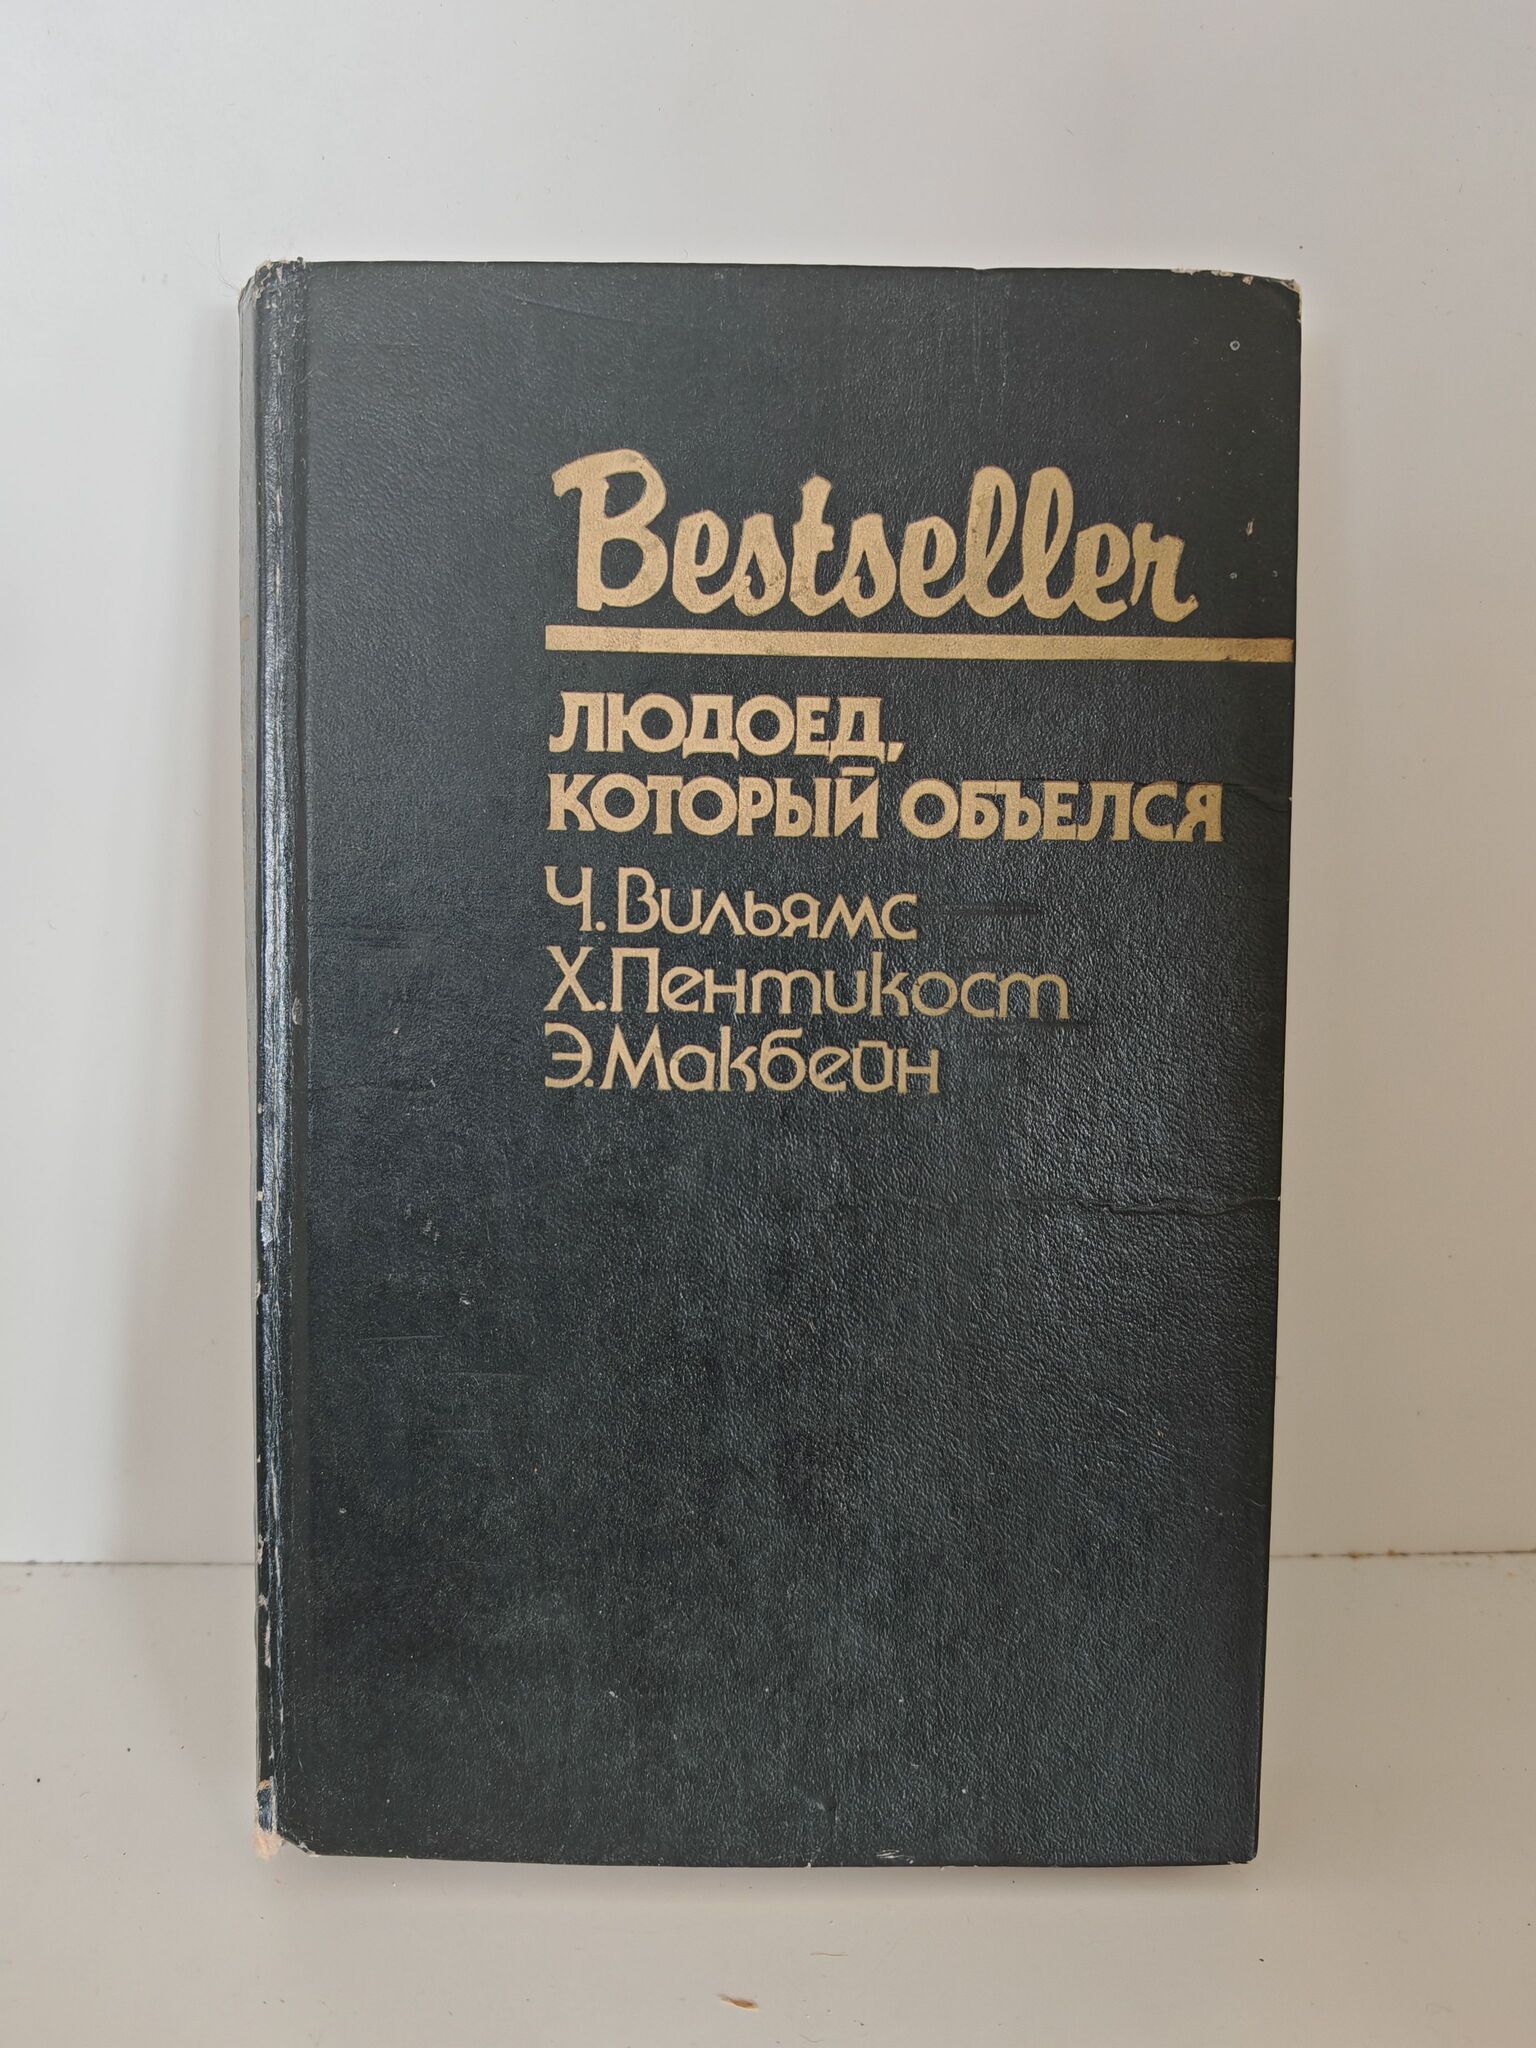 Bestseller
ЛЮДОЕД,
КОТОРЫЙ ОБЪЕЛСЯ
Ч. Вильямс
Х. Пентикост
Э. Макбейн